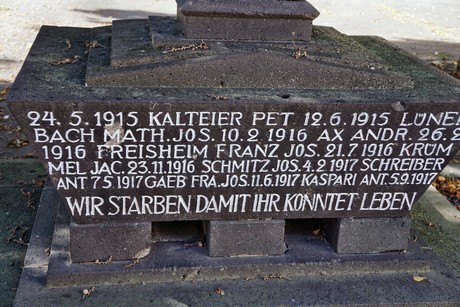 24.5.1915 KALTEIER PET. 12.6.1915 LÜNE
BACH MATH. JOS. 10.2 1916 AX ANDR. 26.2
1916 FREISHEIM FRANZ JOS. 21.7 1916 KRÜM
MEL JAC. 23.11.1916 SCHMITZ JOS. 4.2 1917 SCHREIBER
ANT 7.5.1917 GAEB FRA. JOS. 11.6.1917 KASPARI ANT. 5.9.1917
WIR STARBEN DAMIT IHR KONNTET LEBEN